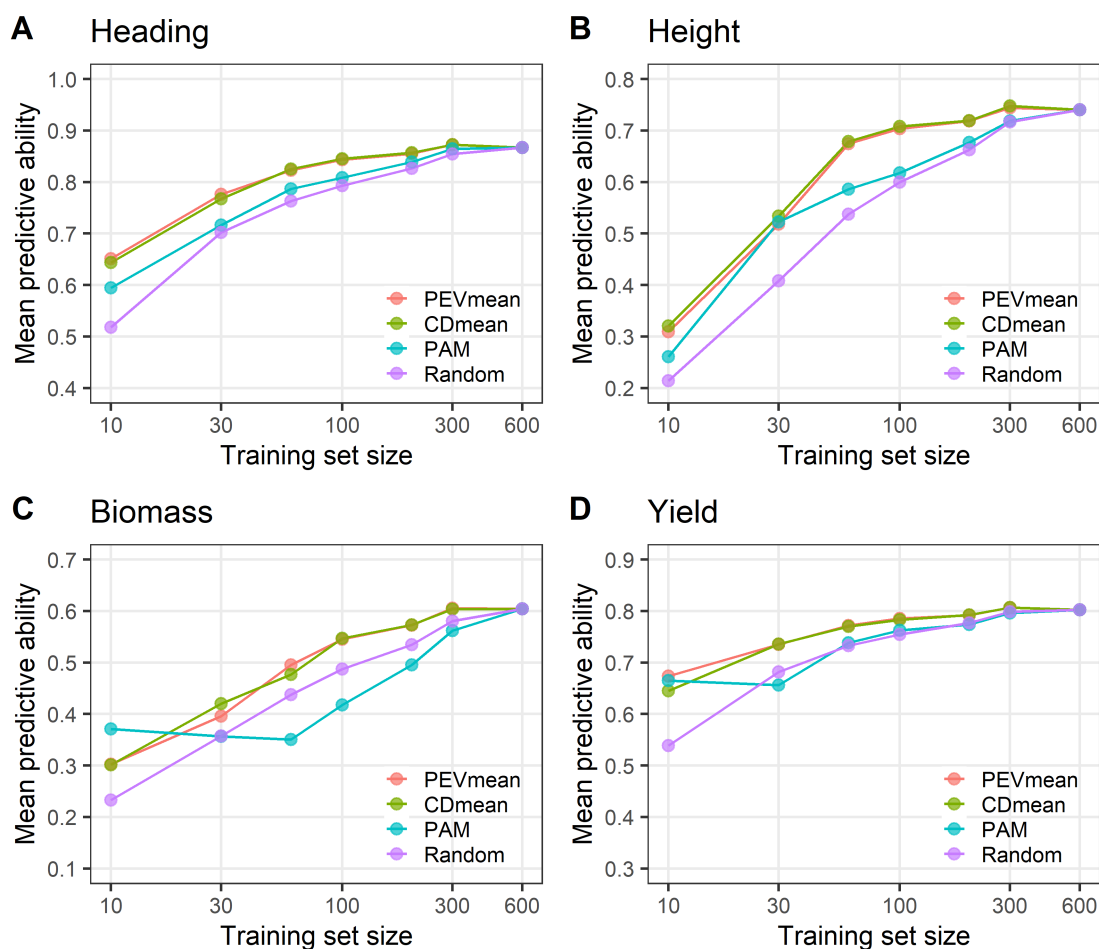 A Heading
Mean predictive ability
1.0
0.9
0.8
0.7
0.6
0.5
0.4
PEVmean
CDmean
PAM
Random
10 30 100 300 600
Training set size
B Height
Mean predictive ability
0.8
0.7
0.6
0.5
0.4
0.3
0.2
PEVmean
CDmean
PAM
Random
10 30 100 300 600
Training set size
C Biomass
Mean predictive ability
0.7
0.6
0.5
0.4
0.3
0.2
0.1
PEVmean
CDmean
PAM
Random
10 30 100 300 600
Training set size
D Yield
Mean predictive ability
0.9
0.8
0.7
0.6
0.5
0.4
0.3
PEVmean
CDmean
PAM
Random
10 30 100 300 600
Training set size